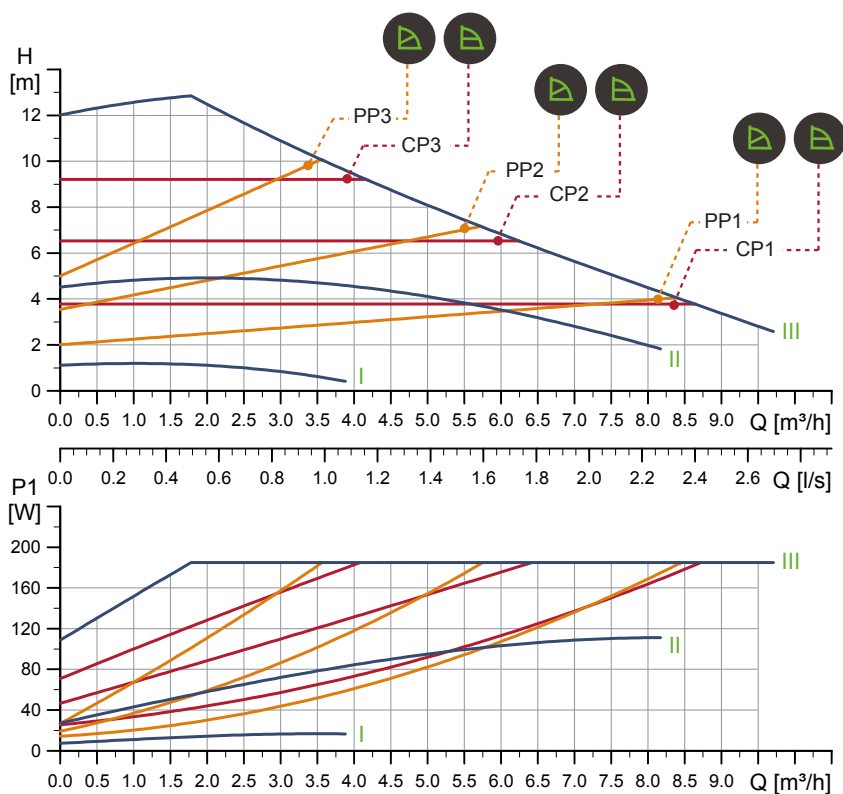 H
[m]
PP3
CP3
PP2
CP2
PP1
CP1
12
10
8
6
4
2
0
I
II
III
0.0 0.5 1.0 1.5 2.0 2.5 3.0 3.5 4.0 4.5 5.0 5.5 6.0 6.5 7.0 7.5 8.0 8.5 9.0 Q [m³/h]
0.0 0.2 0.4 0.6 0.8 1.0 1.2 1.4 1.6 1.8 2.0 2.2 2.4 2.6 Q [l/s]
P1
[W]
200
160
120
80
40
0
III
II
I
0.0 0.5 1.0 1.5 2.0 2.5 3.0 3.5 4.0 4.5 5.0 5.5 6.0 6.5 7.0 7.5 8.0 8.5 9.0 Q [m³/h]